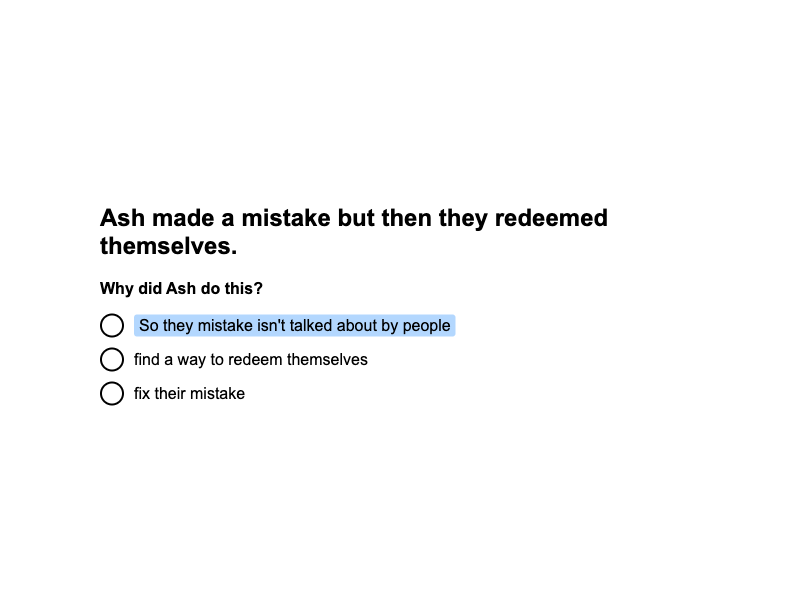 Ash made a mistake but then they redeemed
themselves.
Why did Ash do this?
So they mistake isn't talked about by people
find a way to redeem themselves
fix their mistake